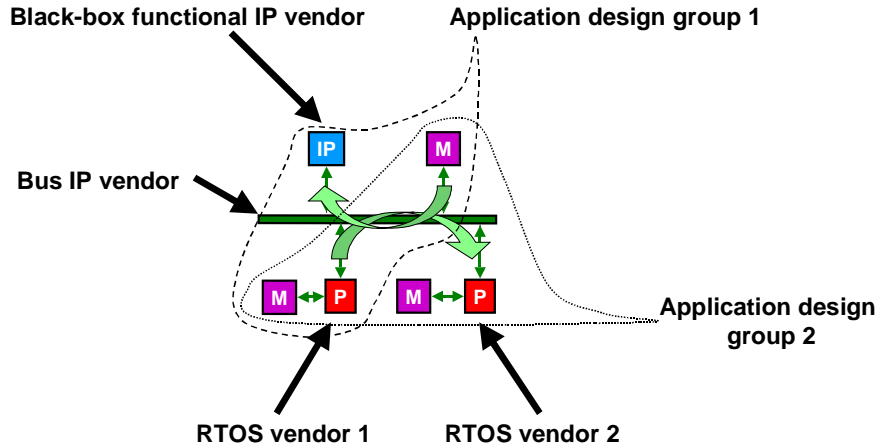 Black-box functional IP vendor
Application design group 1
IP
M
Bus IP vendor
M
P
M
P
Application design
group 2
RTOS vendor 1
RTOS vendor 2